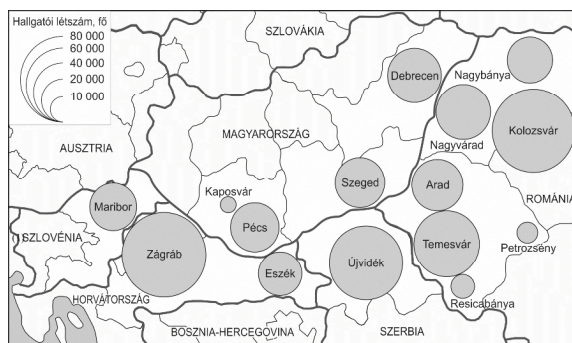 Hallgatói létszám, fő
80 000
60 000
40 000
20 000
10 000
SZLOVÁKIA
Debrecen
Nagybánya
MAGYARORSZÁG
Nagyvárad
Kolozsvár
AUSZTRIA
Kaposvár
Szeged
Arad
ROMÁNIA
Maribor
Pécs
SZLOVÉNIA
Zágráb
Eszék
Újvidék
Temesvár
Petrozsény
Resicabánya
HORVÁTORSZÁG
BOSZNIA-HERCEGOVINA
SZERBIA